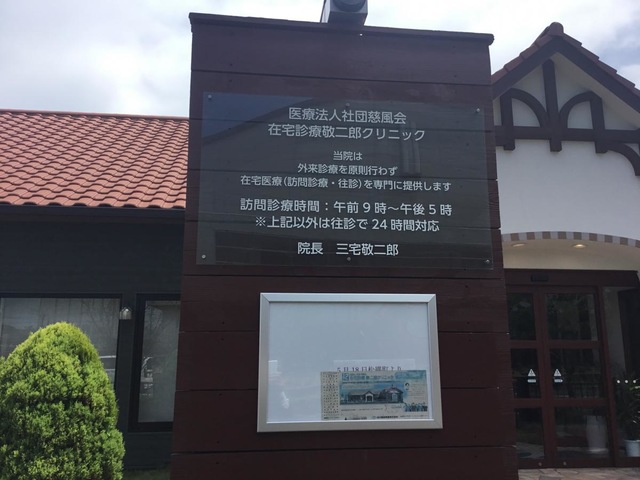 医療法人社団慈風会
在宅診療敬二郎クリニック
当院は
外来診療を原則行わず
在宅医療(訪問診療・往診)を専門に提供します
訪問診療時間：午前9時～午後5時
※上記以外は往診で24時間対応
院長 三宅敬二郎